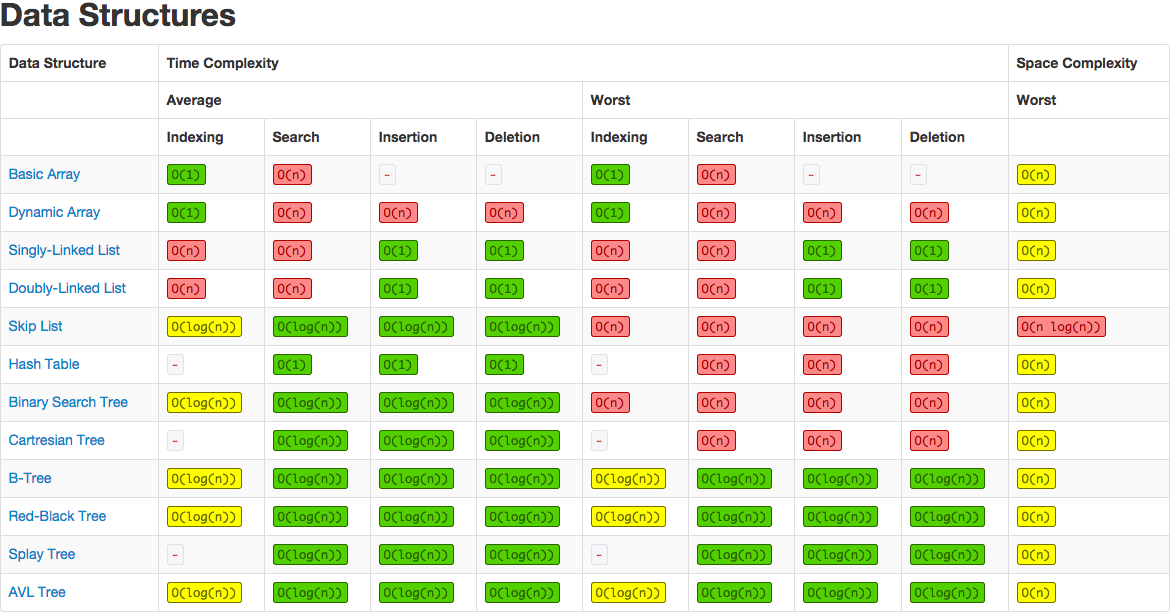 Data Structures
Data Structure Time Complexity Space Complexity
Average Worst Worst
Indexing Search Insertion Deletion Indexing Search Insertion Deletion
Basic Array O(1) O(n) - - O(1) O(n) - - O(n)
Dynamic Array O(1) O(n) O(n) O(n) O(1) O(n) O(n) O(n) O(n)
Singly-Linked List O(n) O(n) O(1) O(1) O(n) O(n) O(1) O(1) O(n)
Doubly-Linked List O(n) O(n) O(1) O(1) O(n) O(n) O(1) O(1) O(n)
Skip List O(log(n)) O(log(n)) O(log(n)) O(log(n)) O(n) O(n) O(n) O(n) O(n log(n))
Hash Table - O(1) O(1) O(1) - O(n) O(n) O(n) O(n)
Binary Search Tree O(log(n)) O(log(n)) O(log(n)) O(log(n)) O(n) O(n) O(n) O(n) O(n)
Cartresian Tree - O(log(n)) O(log(n)) O(log(n)) - O(n) O(n) O(n) O(n)
B-Tree O(log(n)) O(log(n)) O(log(n)) O(log(n)) O(log(n)) O(log(n)) O(log(n)) O(log(n)) O(n)
Red-Black Tree O(log(n)) O(log(n)) O(log(n)) O(log(n)) O(log(n)) O(log(n)) O(log(n)) O(log(n)) O(n)
Splay Tree - O(log(n)) O(log(n)) O(log(n)) - O(log(n)) O(log(n)) O(log(n)) O(n)
AVL Tree O(log(n)) O(log(n)) O(log(n)) O(log(n)) O(log(n)) O(log(n)) O(log(n)) O(log(n)) O(n)